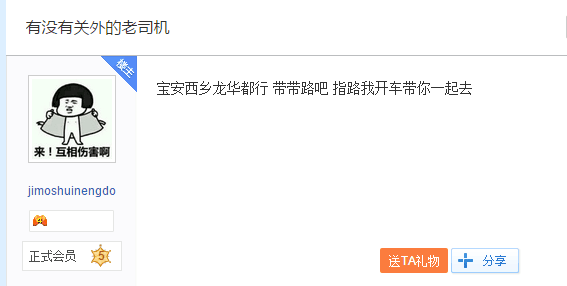 有没有关外的老司机
楼主
宝安西乡龙华都行 带带路吧 指路我开车带你一起去
来！互相伤害啊
jimoshuinengdo
正式会员 5
送TA礼物
分享